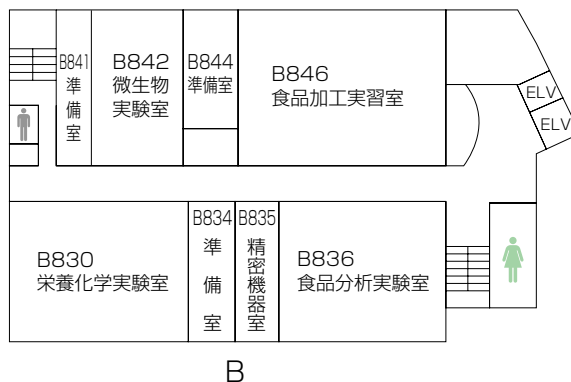 B841
準
備
室
B842
微生物
実験室
B844
準備室
B846
食品加工実習室
ELV
ELV
B830
栄養化学実験室
B834
準
備
室
B835
精
密
機
器
室
B836
食品分析実験室
B